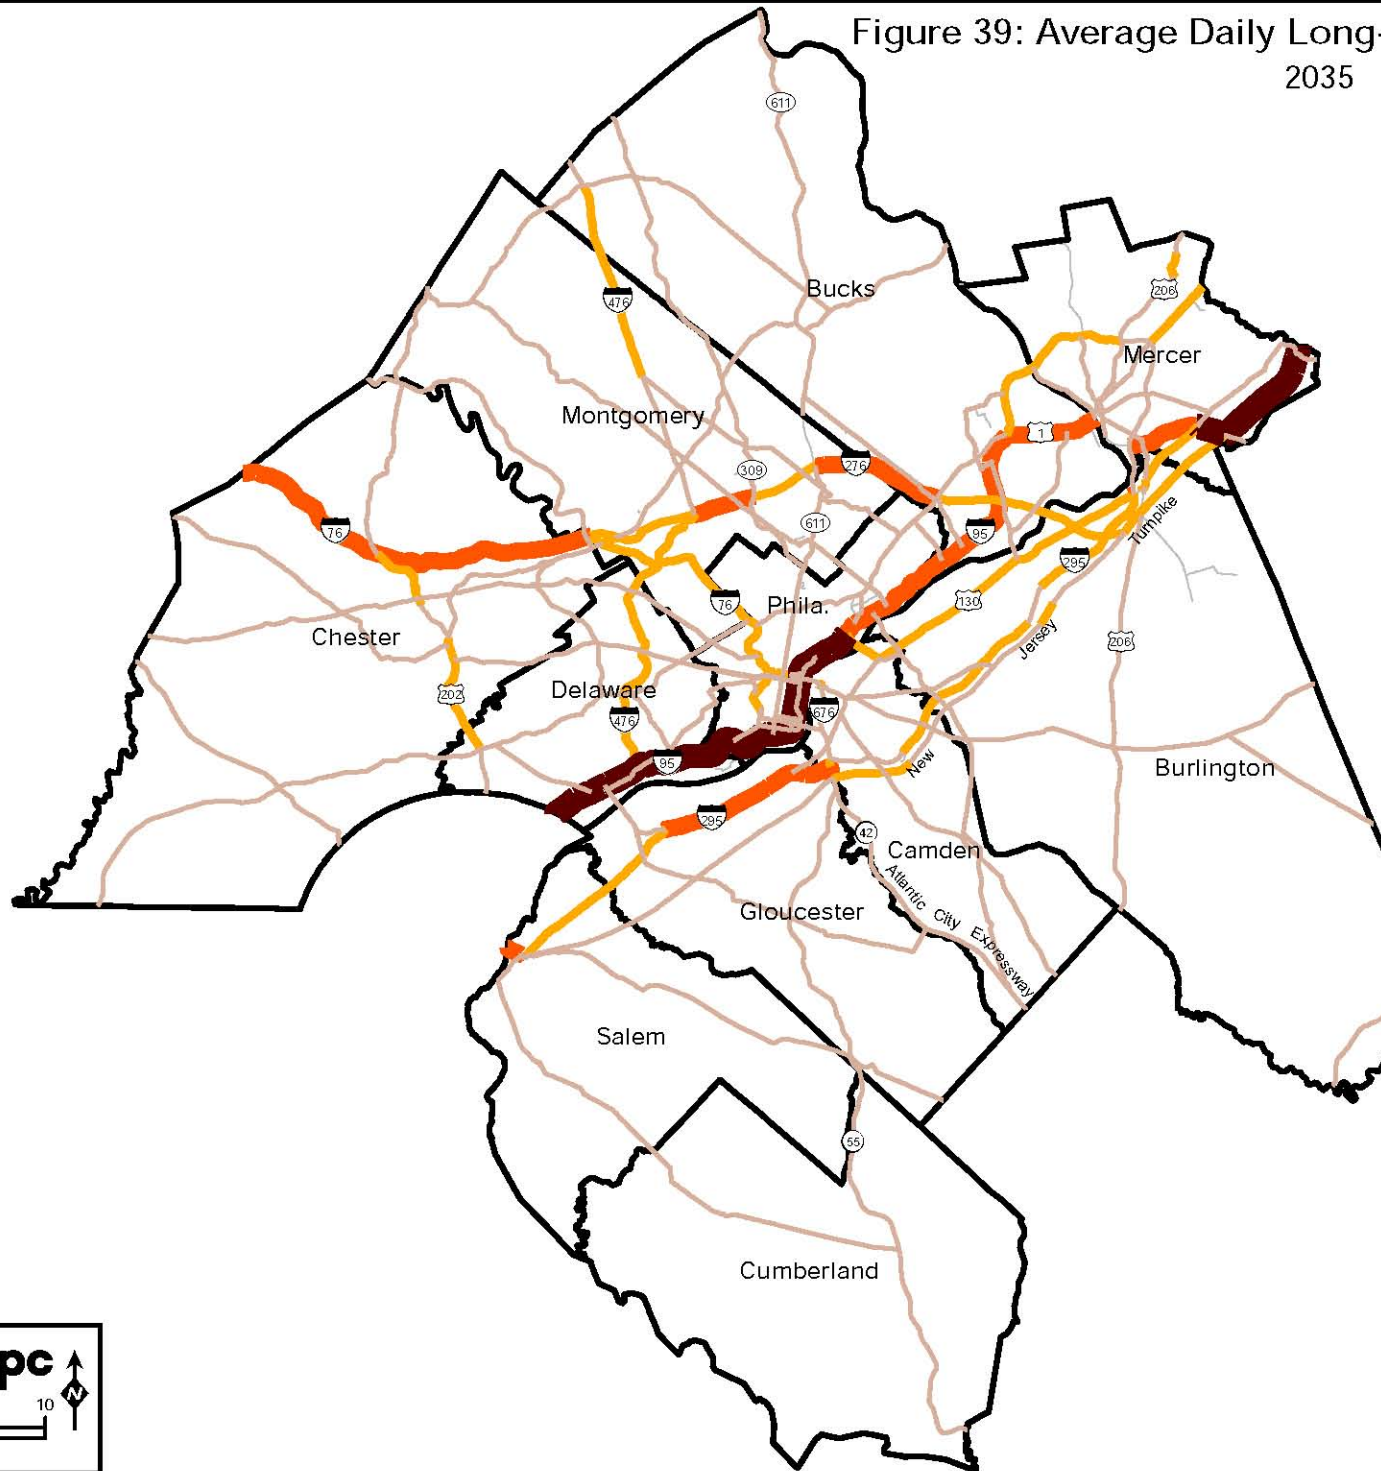 Figure 39: Average Daily Long-
2035
611
206
Bucks
476
Mercer
Montgomery
1
309
276
611
76
95
Turnpike
295
76
Phila.
130
Chester
Jersey
206
Delaware
202
476
676
95
New
Burlington
295
42
Camden
Atlantic City Expressway
Gloucester
Salem
55
Cumberland
pc
N
10